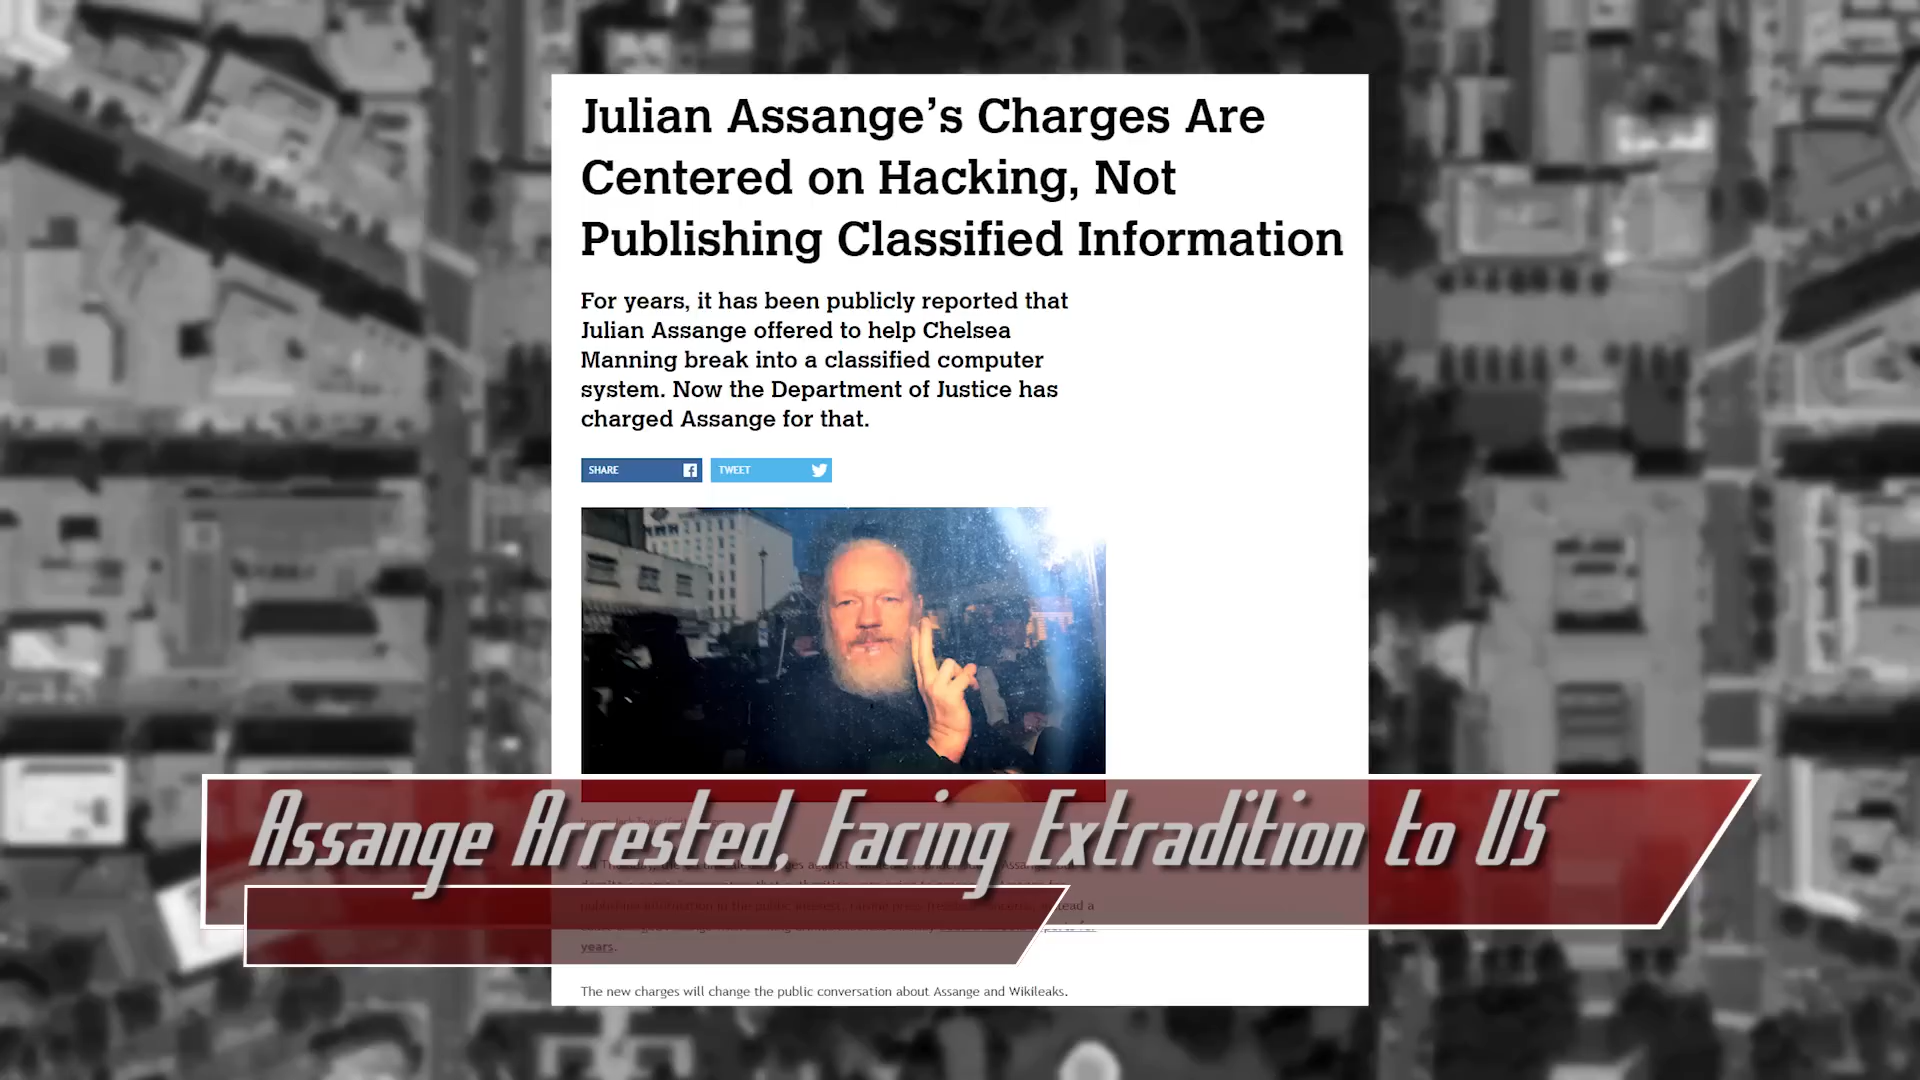 Julian Assange’s Charges Are
Centered on Hacking, Not
Publishing Classified Information
For years, it has been publicly reported that
Julian Assange offered to help Chelsea
Manning break into a classified computer
system. Now the Department of Justice has
charged Assange for that.
SHARE
TWEET
Assange Arrested, Facing Extradition to US
years.
The new charges will change the public conversation about Assange and Wikileaks.